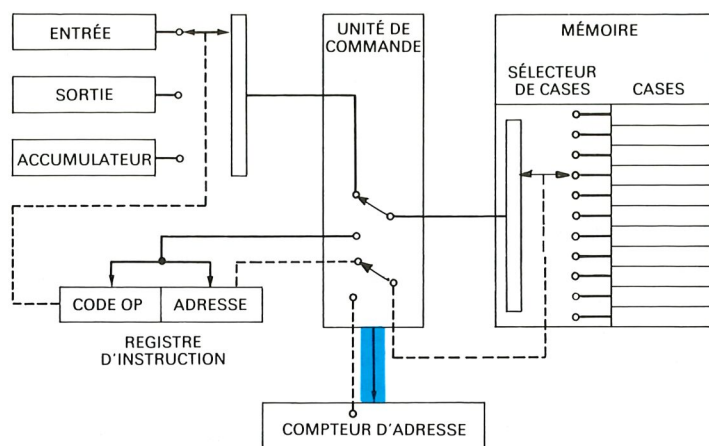 ENTRÉE
SORTIE
ACCUMULATEUR
UNITÉ DE
COMMANDE
MÉMOIRE
SÉLECTEUR
DE CASES
CASES
CODE OP
ADRESSE
REGISTRE
D'INSTRUCTION
COMPTEUR D'ADRESSE